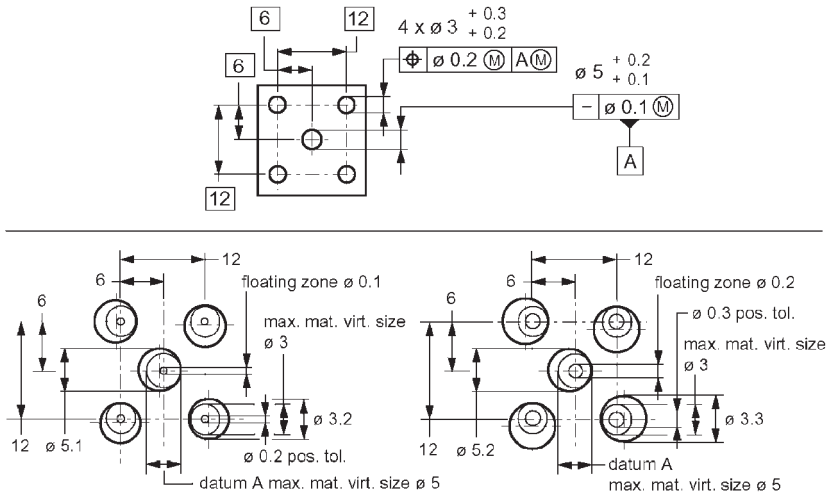 6
12
4 x ø 3 + 0.3 + 0.2
⌖ ø 0.2 Ⓜ A Ⓜ
6
ø 5 + 0.2 + 0.1
– ø 0.1 Ⓜ
A
12
12
6
floating zone ø 0.1
6
max. mat. virt. size
ø 3
12
ø 5.1
ø 3.2
ø 0.2 pos. tol.
datum A max. mat. virt. size ø 5
12
6
floating zone ø 0.2
6
ø 0.3 pos. tol.
max. mat. virt. size
ø 3
12
ø 5.2
ø 3.3
datum A
max. mat. virt. size ø 5